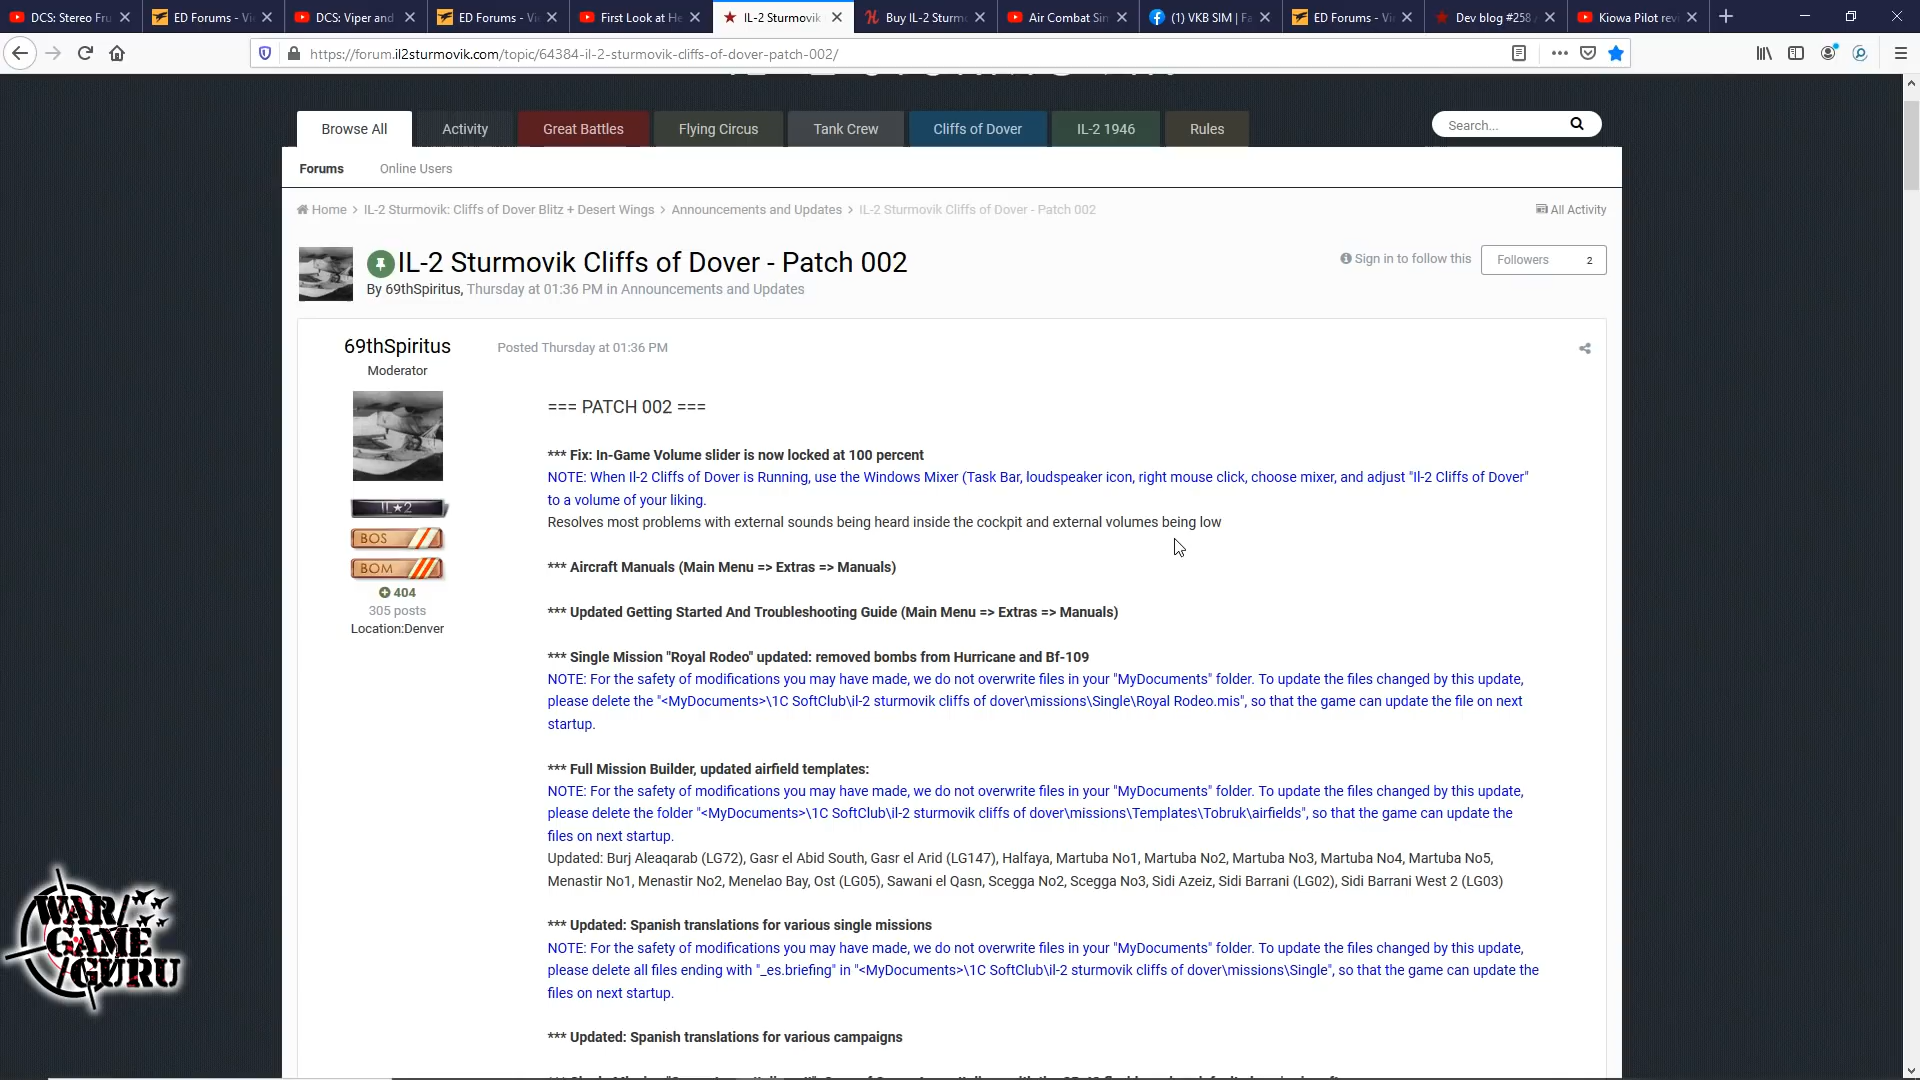 DCS: Stereo Fru
ED Forums - Vi
DCS: Viper and
ED Forums - Vi
First Look at He
IL-2 Sturmovik
Buy IL-2 Sturmo
Air Combat Sim
(1) VKB SIM | Fa
ED Forums - Vi
Dev blog #258
Kiowa Pilot rev
https://forum.il2sturmovik.com/topic/64384-il-2-sturmovik-cliffs-of-dover-patch-002/
Browse All
Activity
Great Battles
Flying Circus
Tank Crew
Cliffs of Dover
IL-2 1946
Rules
Search...
Forums
Online Users
Home > IL-2 Sturmovik: Cliffs of Dover Blitz + Desert Wings > Announcements and Updates > IL-2 Sturmovik Cliffs of Dover - Patch 002
All Activity
IL-2 Sturmovik Cliffs of Dover - Patch 002
Sign in to follow this
Followers 2
By 69thSpiritus, Thursday at 01:36 PM in Announcements and Updates
69thSpiritus
Moderator
IL★2
BOS
BOM
404
305 posts
Location:Denver
Posted Thursday at 01:36 PM
=== PATCH 002 ===
*** Fix: In-Game Volume slider is now locked at 100 percent
NOTE: When Il-2 Cliffs of Dover is Running, use the Windows Mixer (Task Bar, loudspeaker icon, right mouse click, choose mixer, and adjust "Il-2 Cliffs of Dover"
to a volume of your liking.
Resolves most problems with external sounds being heard inside the cockpit and external volumes being low
*** Aircraft Manuals (Main Menu => Extras => Manuals)
*** Updated Getting Started And Troubleshooting Guide (Main Menu => Extras => Manuals)
*** Single Mission "Royal Rodeo" updated: removed bombs from Hurricane and Bf-109
NOTE: For the safety of modifications you may have made, we do not overwrite files in your "MyDocuments" folder. To update the files changed by this update,
please delete the "<MyDocuments>\1C SoftClub\il-2 sturmovik cliffs of dover\missions\Single\Royal Rodeo.mis", so that the game can update the file on next
startup.
*** Full Mission Builder, updated airfield templates:
NOTE: For the safety of modifications you may have made, we do not overwrite files in your "MyDocuments" folder. To update the files changed by this update,
please delete the folder "<MyDocuments>\1C SoftClub\il-2 sturmovik cliffs of dover\missions\Templates\Tobruk\airfields", so that the game can update the
files on next startup.
Updated: Burj Aleaqarab (LG72), Gasr el Abid South, Gasr el Arid (LG147), Halfaya, Martuba No1, Martuba No2, Martuba No3, Martuba No4, Martuba No5,
Menastir No1, Menastir No2, Menelao Bay, Ost (LG05), Sawani el Qasn, Scegga No2, Scegga No3, Sidi Azeiz, Sidi Barrani (LG02), Sidi Barrani West 2 (LG03)
*** Updated: Spanish translations for various single missions
NOTE: For the safety of modifications you may have made, we do not overwrite files in your "MyDocuments" folder. To update the files changed by this update,
please delete all files ending with "_es.briefing" in "<MyDocuments>\1C SoftClub\il-2 sturmovik cliffs of dover\missions\Single", so that the game can update the
files on next startup.
*** Updated: Spanish translations for various campaigns
WAR/
GAME
/GURU